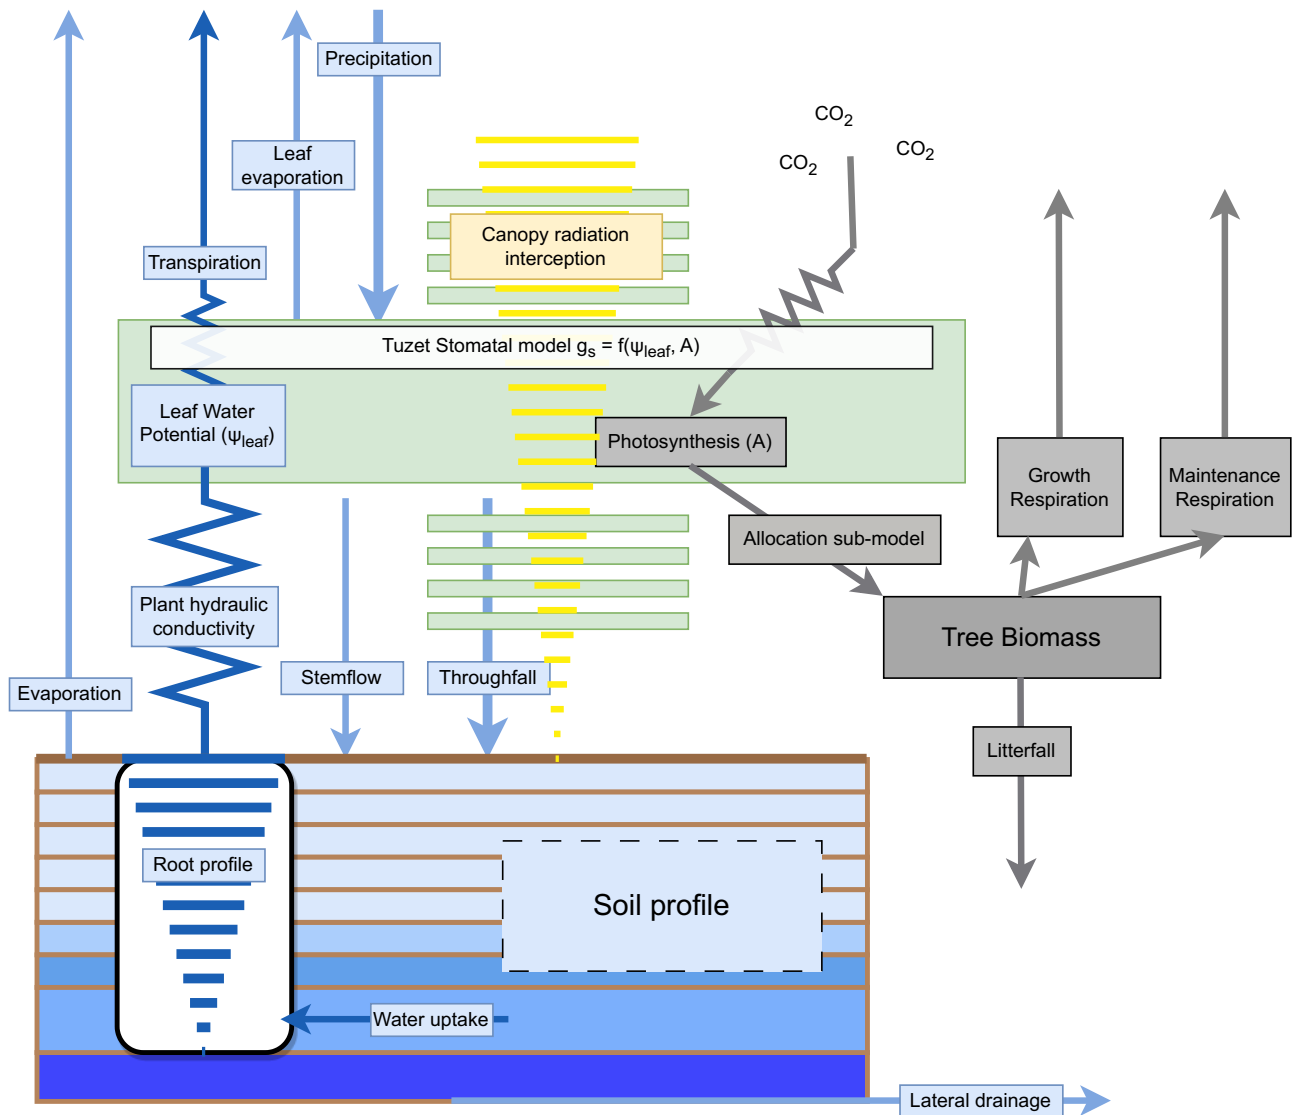 Precipitation
CO2
CO2
CO2
Leaf
evaporation
Canopy radiation
interception
Transpiration
Tuzet Stomatal model gs = f(ψleaf, A)
Leaf Water
Potential (ψleaf)
Photosynthesis (A)
Growth
Respiration
Maintenance
Respiration
Allocation sub-model
Plant hydraulic
conductivity
Tree Biomass
Evaporation
Stemflow
Throughfall
Litterfall
Root profile
Soil profile
Water uptake
Lateral drainage